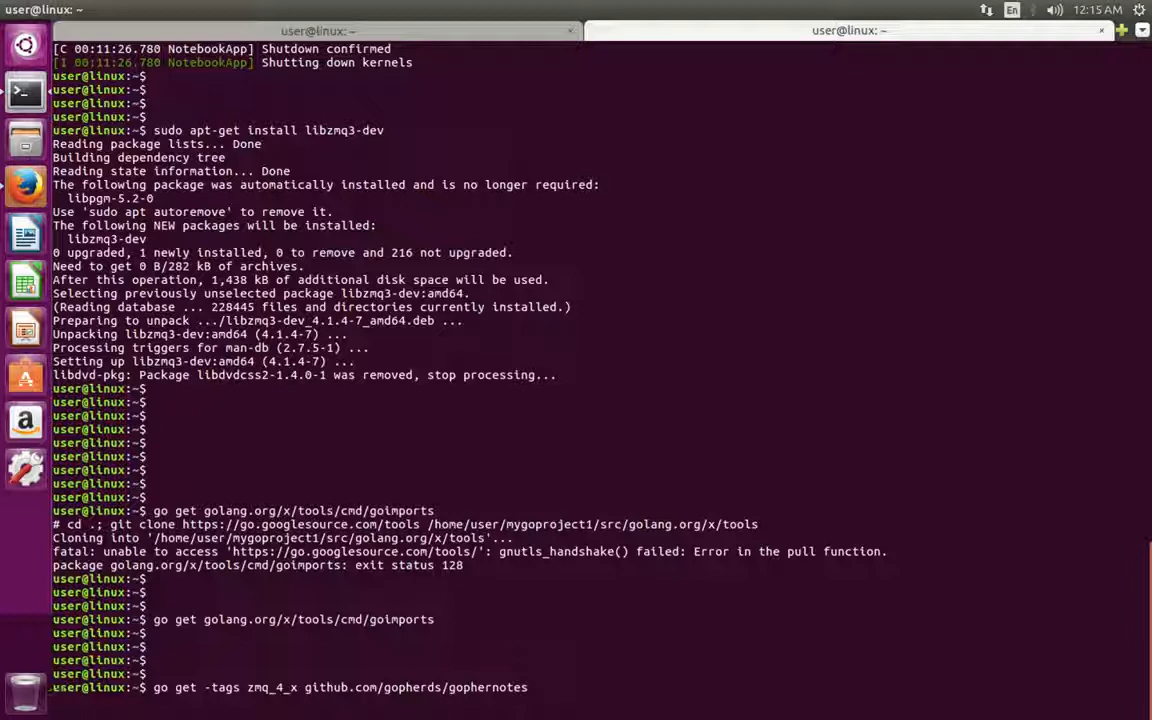 user@linux: ~
En
12:15 AM
user@linux: ~
×
user@linux: ~
×
[C 00:11:26.780 NotebookApp] Shutdown confirmed
[I 00:11:26.780 NotebookApp] Shutting down kernels
user@linux:~$
user@linux:~$
user@linux:~$
user@linux:~$
user@linux:~$ sudo apt-get install libzmq3-dev
Reading package lists... Done
Building dependency tree
Reading state information... Done
The following package was automatically installed and is no longer required:
  libpgm-5.2-0
Use 'sudo apt autoremove' to remove it.
The following NEW packages will be installed:
  libzmq3-dev
0 upgraded, 1 newly installed, 0 to remove and 216 not upgraded.
Need to get 0 B/282 kB of archives.
After this operation, 1,438 kB of additional disk space will be used.
Selecting previously unselected package libzmq3-dev:amd64.
(Reading database ... 228445 files and directories currently installed.)
Preparing to unpack .../libzmq3-dev_4.1.4-7_amd64.deb ...
Unpacking libzmq3-dev:amd64 (4.1.4-7) ...
Processing triggers for man-db (2.7.5-1) ...
Setting up libzmq3-dev:amd64 (4.1.4-7) ...
libdvd-pkg: Package libdvdcss2-1.4.0-1 was removed, stop processing...
user@linux:~$
user@linux:~$
user@linux:~$
user@linux:~$
user@linux:~$
user@linux:~$
user@linux:~$
user@linux:~$
user@linux:~$
user@linux:~$ go get golang.org/x/tools/cmd/goimports
# cd .; git clone https://go.googlesource.com/tools /home/user/mygoproject1/src/golang.org/x/tools
Cloning into '/home/user/mygoproject1/src/golang.org/x/tools'...
fatal: unable to access 'https://go.googlesource.com/tools/': gnutls_handshake() failed: Error in the pull function.
package golang.org/x/tools/cmd/goimports: exit status 128
user@linux:~$
user@linux:~$
user@linux:~$
user@linux:~$ go get golang.org/x/tools/cmd/goimports
user@linux:~$
user@linux:~$
user@linux:~$
user@linux:~$
user@linux:~$ go get -tags zmq_4_x github.com/gopherds/gophernotes